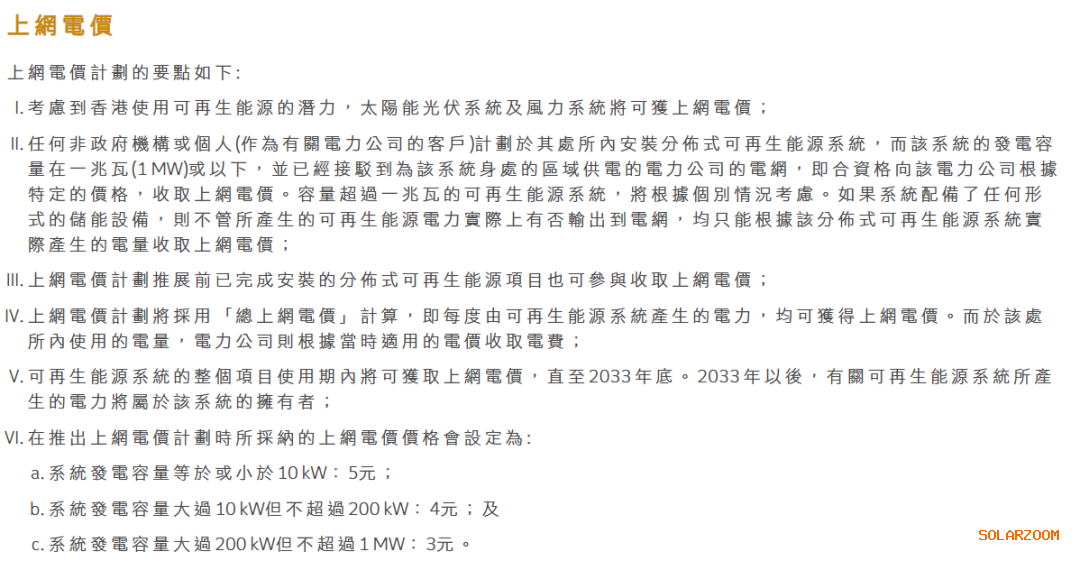 上網電價
上網電價計劃的要點如下:
I. 考慮到香港使用可再生能源的潛力，太陽能光伏系統及風力系統將可獲上網電價；
II. 任何非政府機構或個人(作為有關電力公司的客戶)計劃於其處所內安裝分佈式可再生能源系統，而該系統的發電容
量在一兆瓦(1 MW)或以下，並已經接駁到為該系統身處的區域供電的電力公司的電網，即合資格向該電力公司根據
特定的價格，收取上網電價。容量超過一兆瓦的可再生能源系統，將根據個別情況考慮。如果系統配備了任何形
式的儲能設備，則不管所產生的可再生能源電力實際上有否輸出到電網，均只能根據該分佈式可再生能源系統實
際產生的電量收取上網電價；
III. 上網電價計劃推展前已完成安裝的分佈式可再生能源項目也可參與收取上網電價；
IV. 上網電價計劃將採用「總上網電價」計算，即每度由可再生能源系統產生的電力，均可獲得上網電價。而於該處
所內使用的電量，電力公司則根據當時適用的電價收取電費；
V. 可再生能源系統的整個項目使用期內將可獲取上網電價，直至2033年底。2033年以後，有關可再生能源系統所產
生的電力將屬於該系統的擁有者；
VI. 在推出上網電價計劃時所採納的上網電價價格會設定為:
a. 系統發電容量等於或小於10 kW： 5元；
b. 系統發電容量大過10 kW但不超過200 kW： 4元；及
c. 系統發電容量大過200 kW但不超過1 MW： 3元。
SOLARZOOM